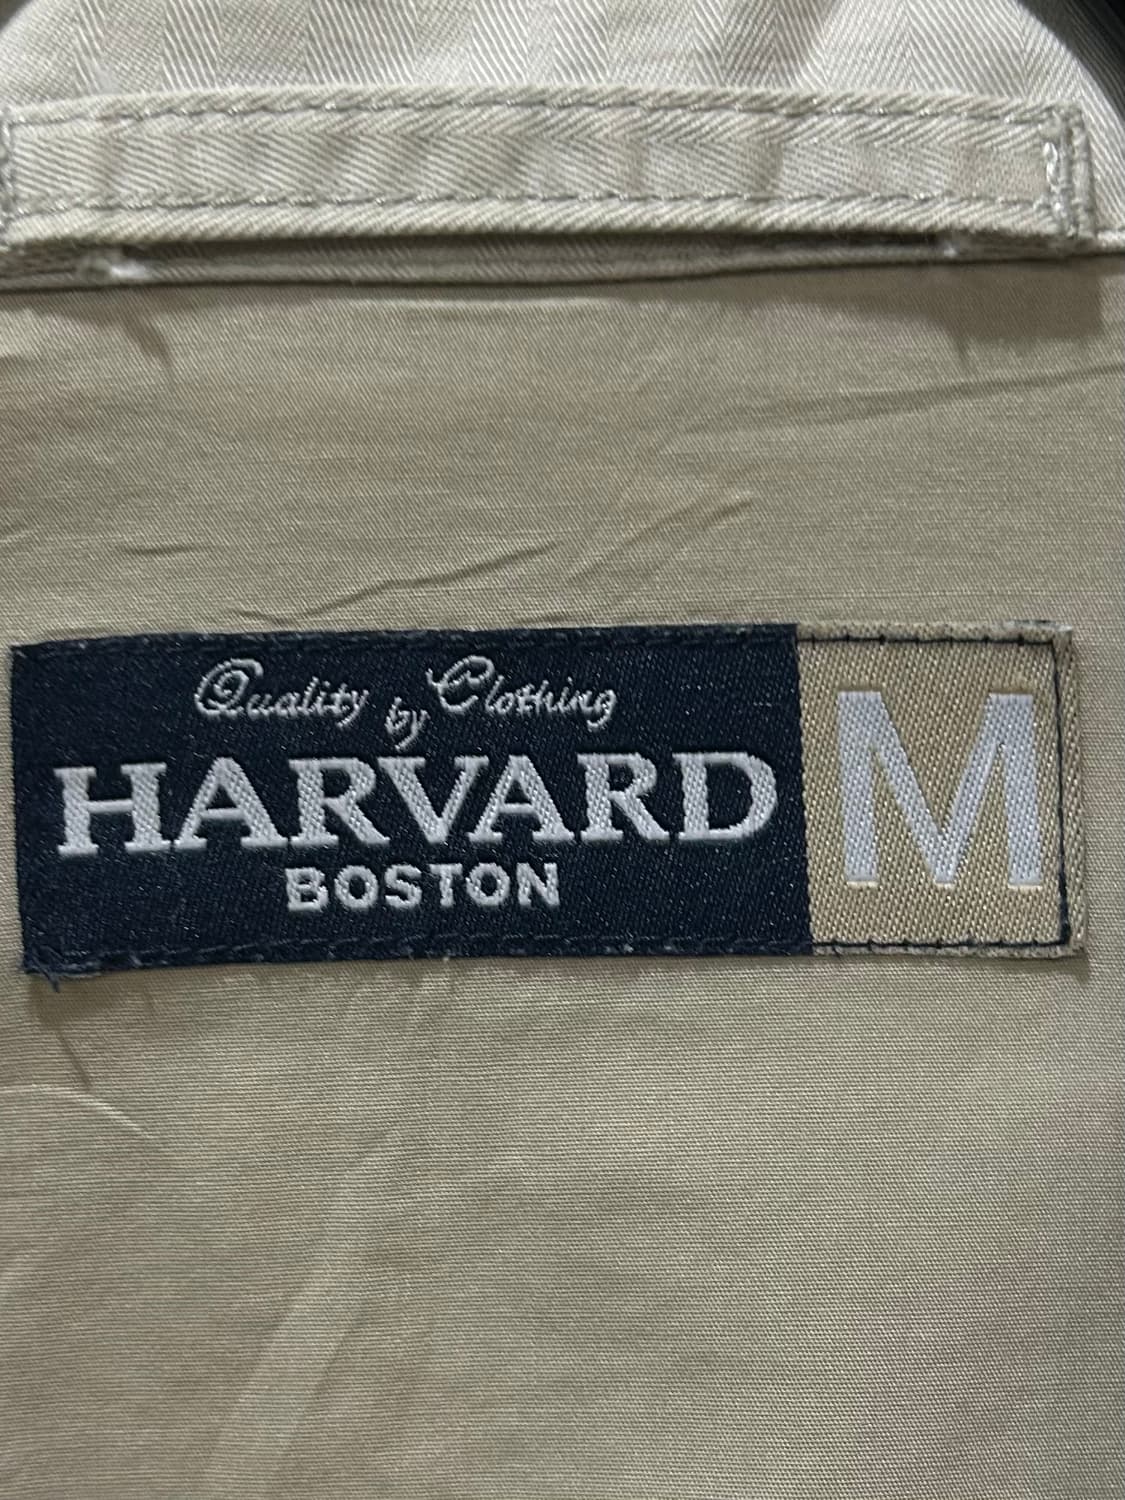 Quality by Clothing
HARVARD
BOSTON
M